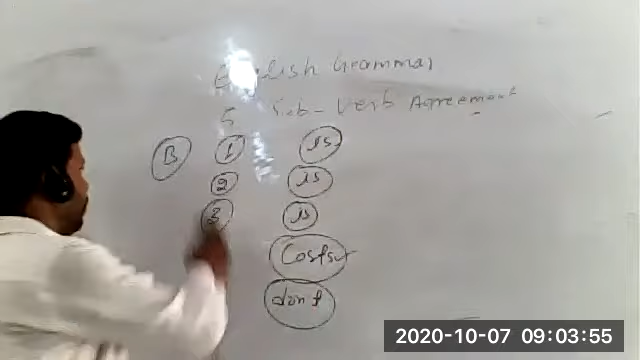 English Grammar
5 Sub-Verb Agreement
B 1 is
2 is
3 is
don't
2020-10-07 09:03:55